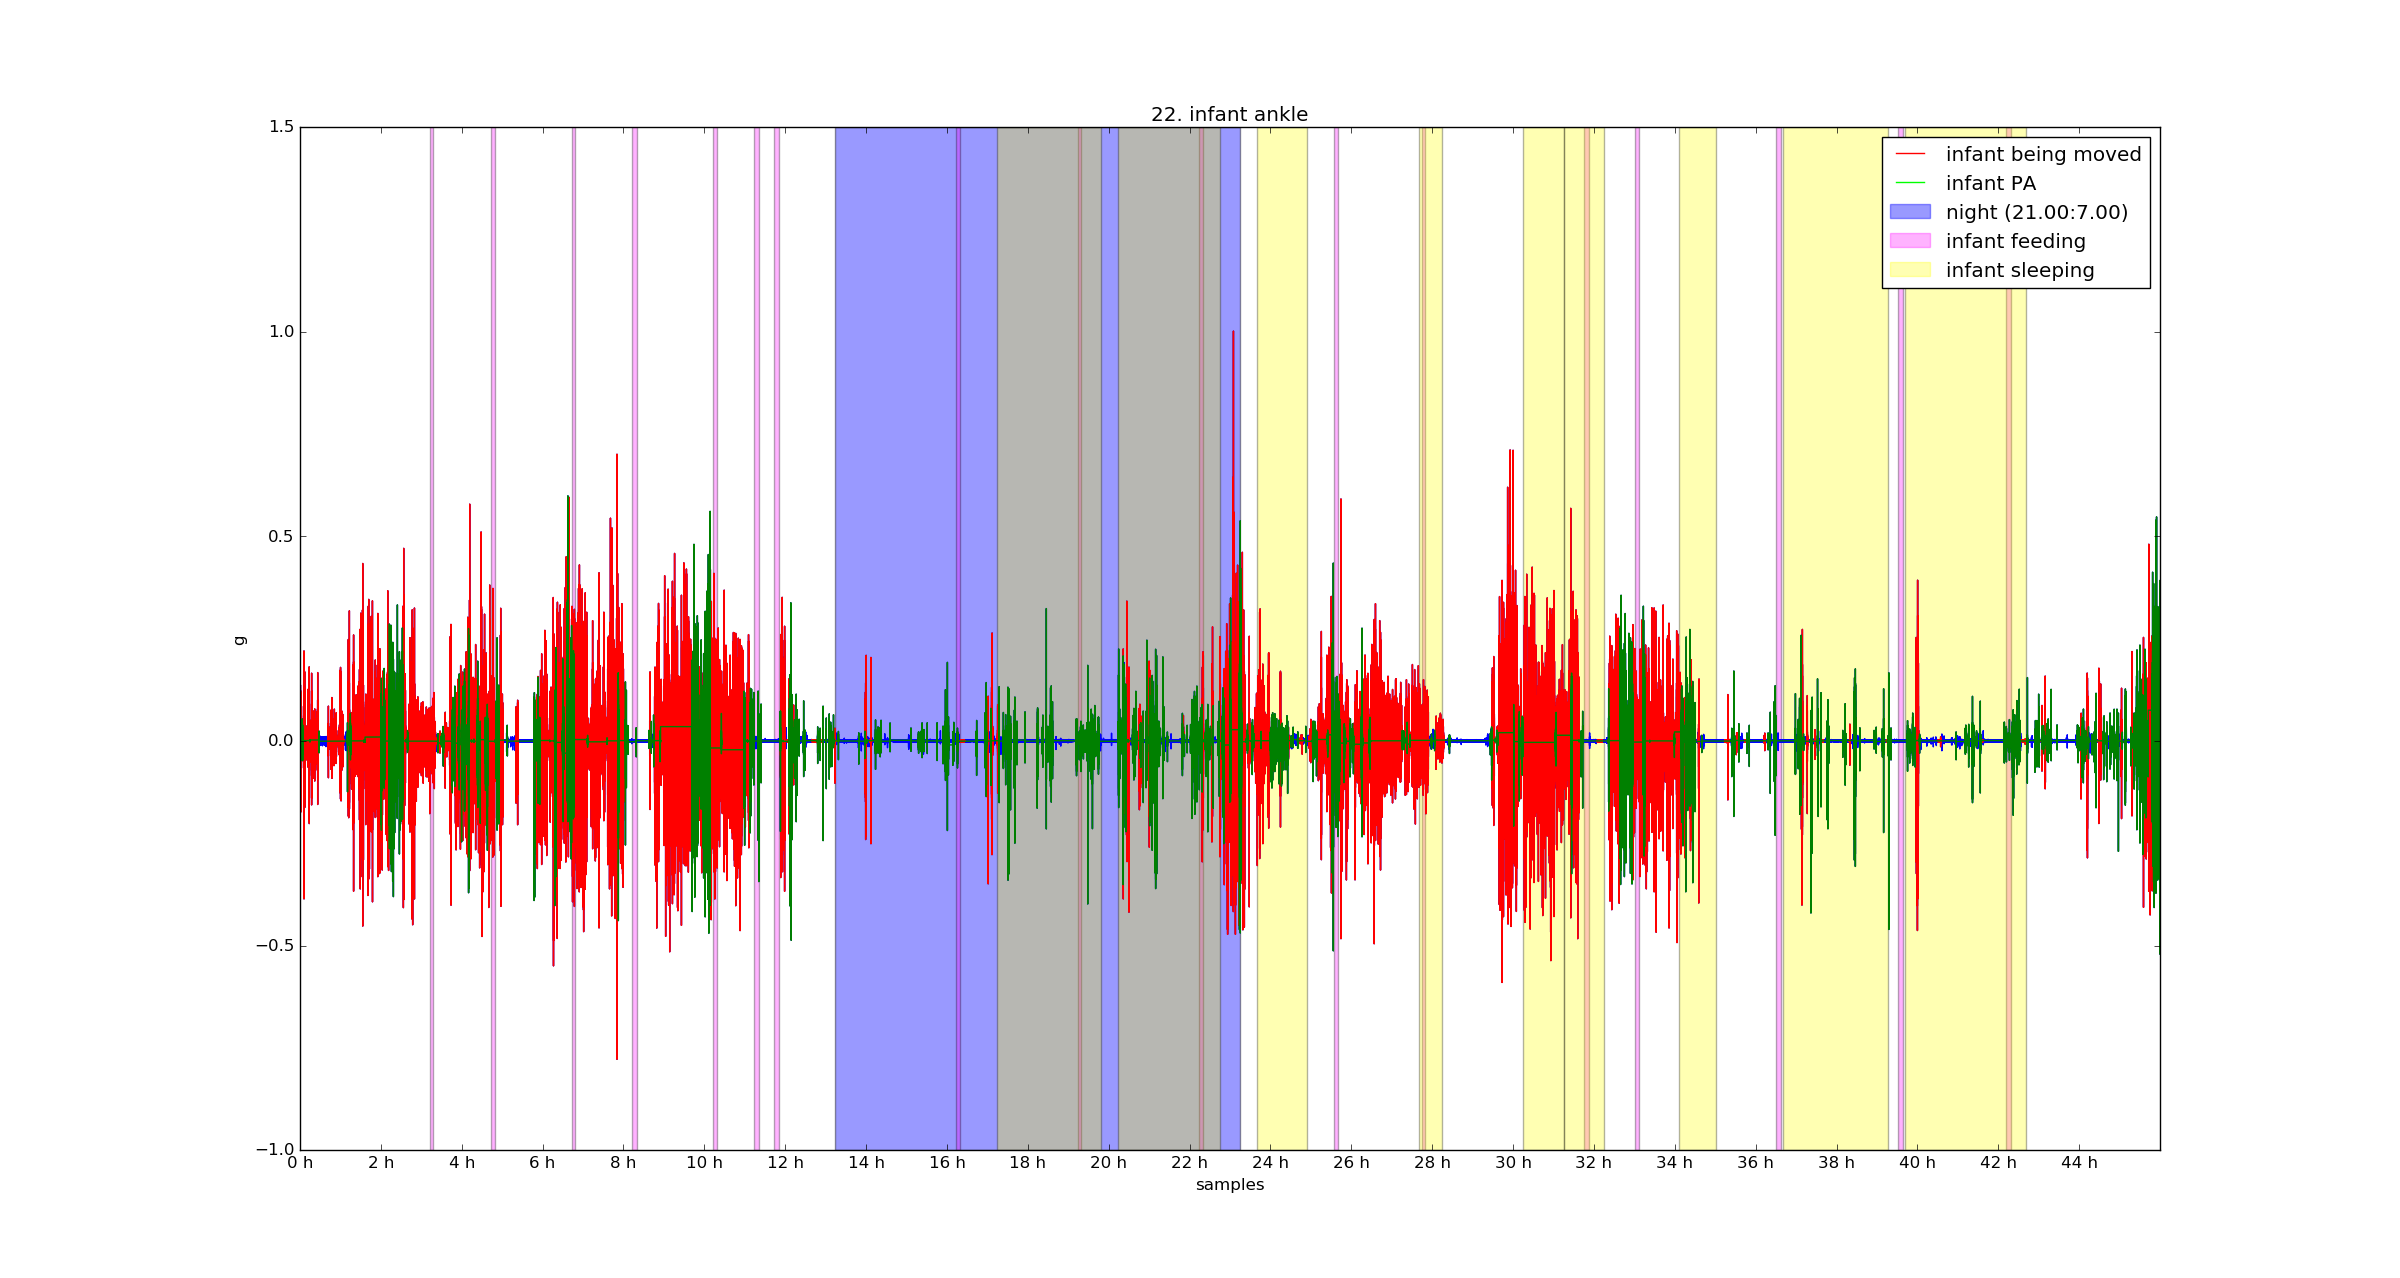 22. infant ankle
1.5
1.0
0.5
0.0
−0.5
−1.0
g
infant being moved
infant PA
night (21.00:7.00)
infant feeding
infant sleeping
0 h 2 h 4 h 6 h 8 h 10 h 12 h 14 h 16 h 18 h 20 h 22 h 24 h 26 h 28 h 30 h 32 h 34 h 36 h 38 h 40 h 42 h 44 h
samples